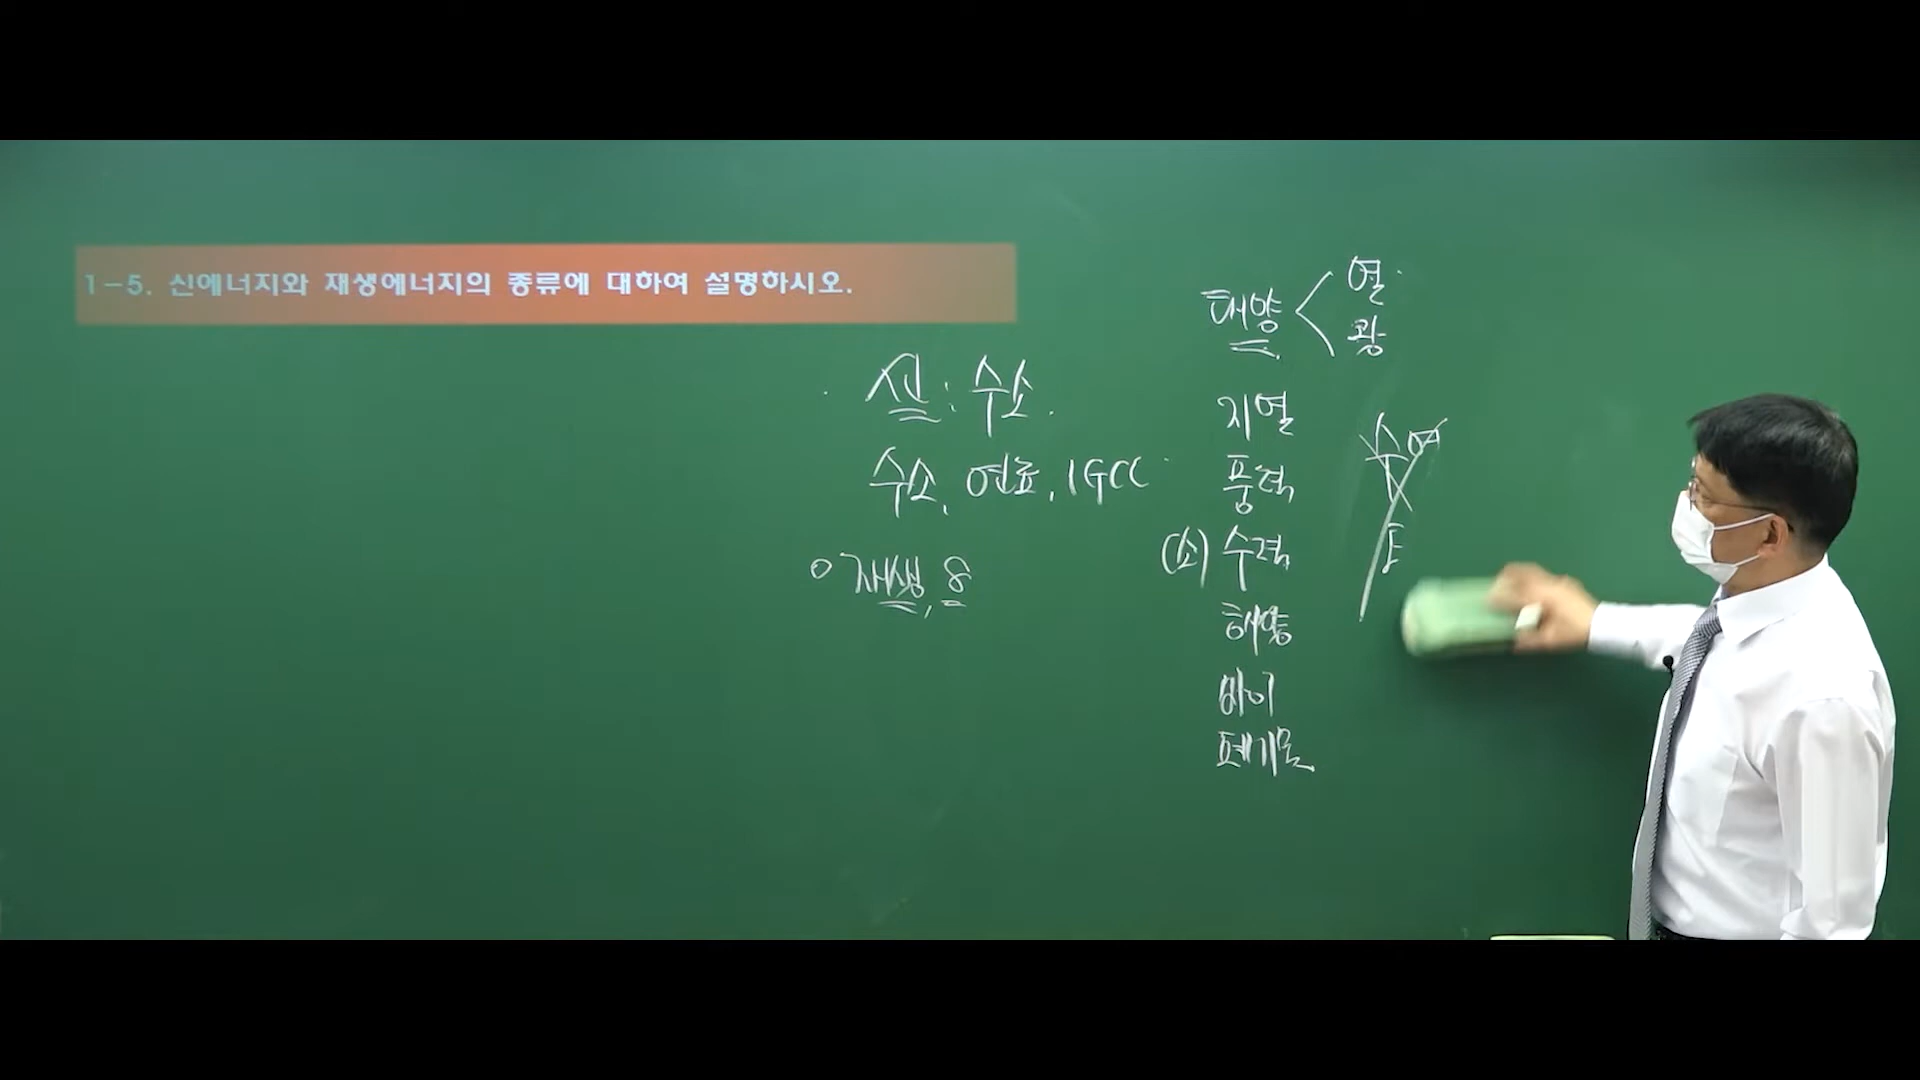 1-5. 신에너지와 재생에너지의 종류에 대하여 설명하시오.
신 : 수소.
수소, 연료, IGCC
○ 재생, 8
태양 < 열
광
지열
풍력
(소) 수력
해양
바이
폐기물
수열